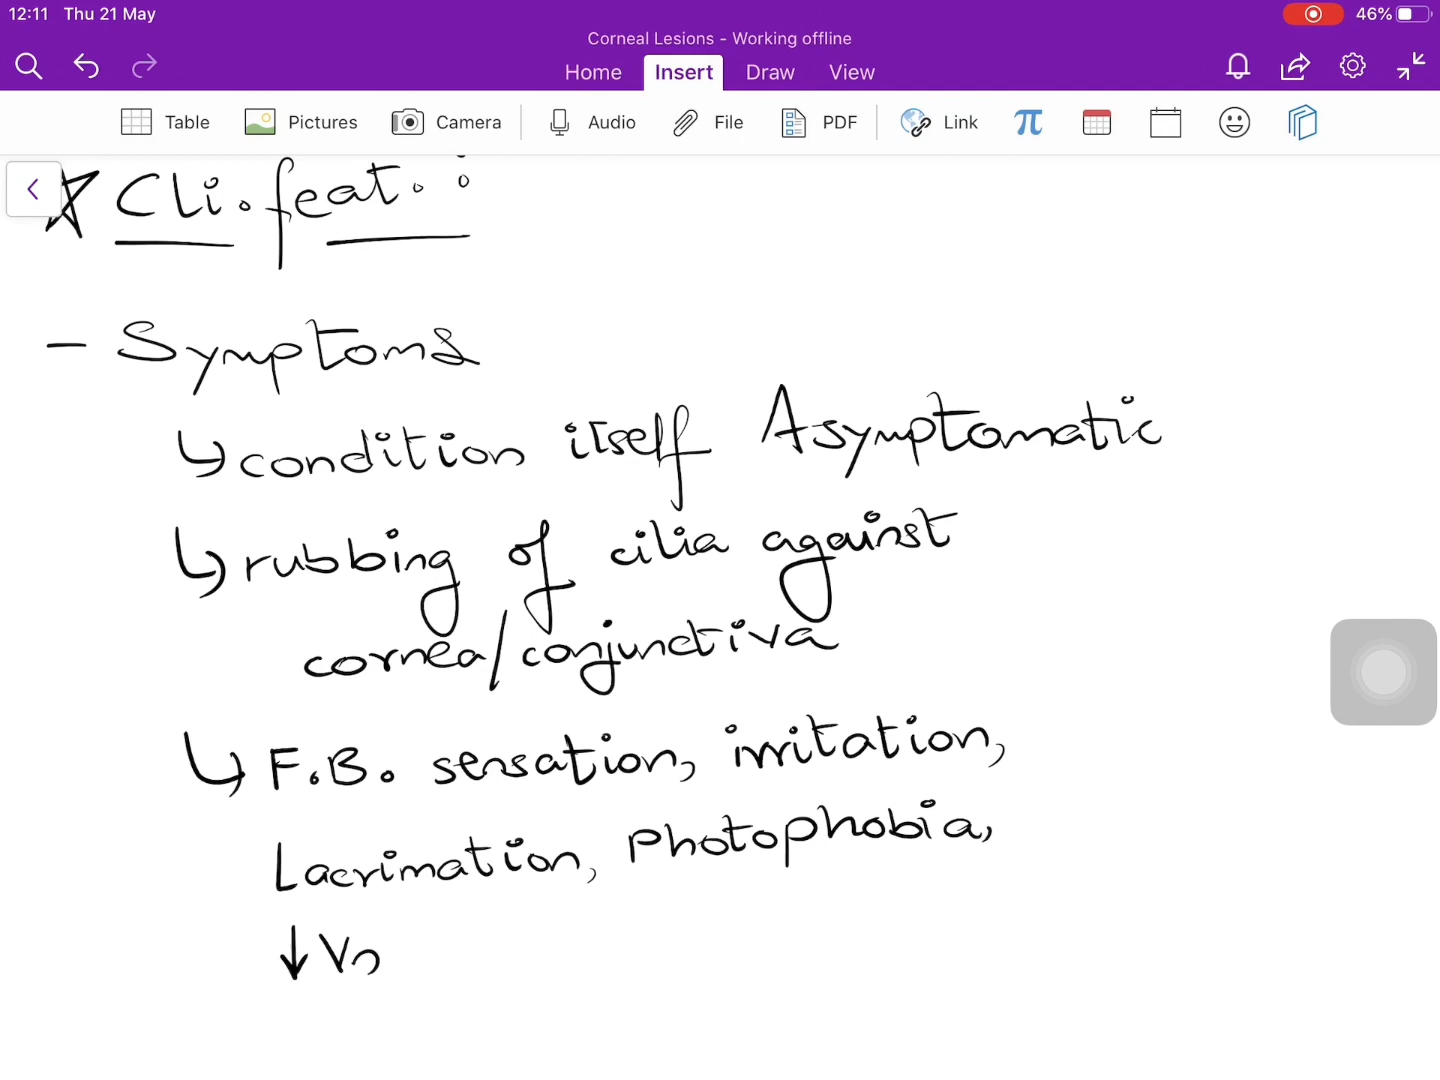 12:11 Thu 21 May 46%
Corneal Lesions - Working offline
Home Insert Draw View
Table Pictures Camera Audio File PDF Link π
Cli. feat. :
- Symptoms
↳ condition itself Asymptomatic
↳ rubbing of cilia against
cornea/conjunctiva
↳ F.B. sensation, irritation,
Lacrimation, Photophobia,
↓